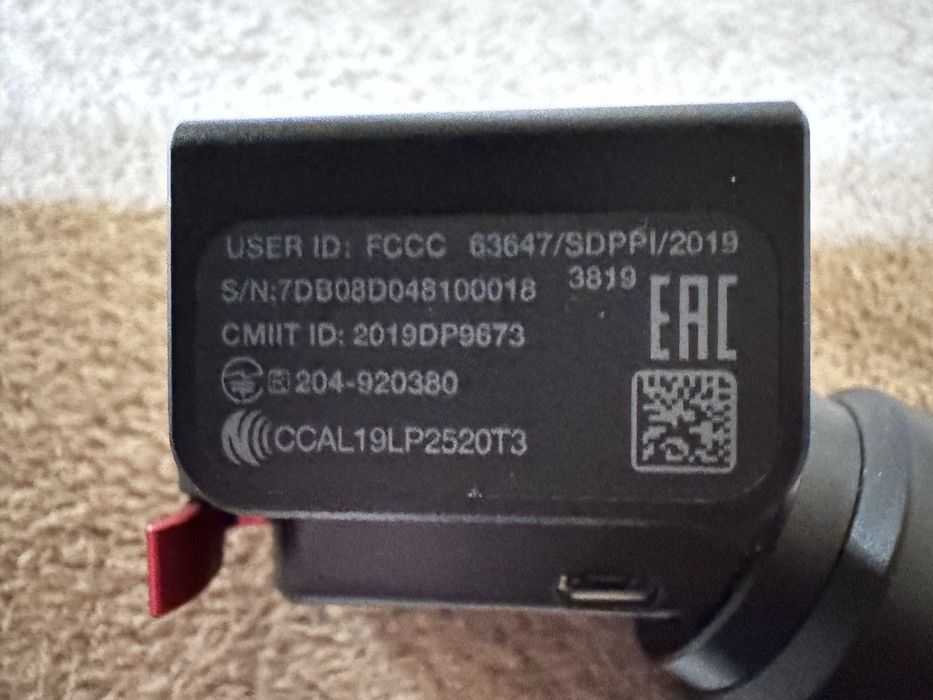 USER ID: FCCC 63647/SDPPI/2019
3819
S/N:7DB08D048100018
EAC
CMIIT ID: 2019DP9673
R 204-920380
CCAL19LP2520T3